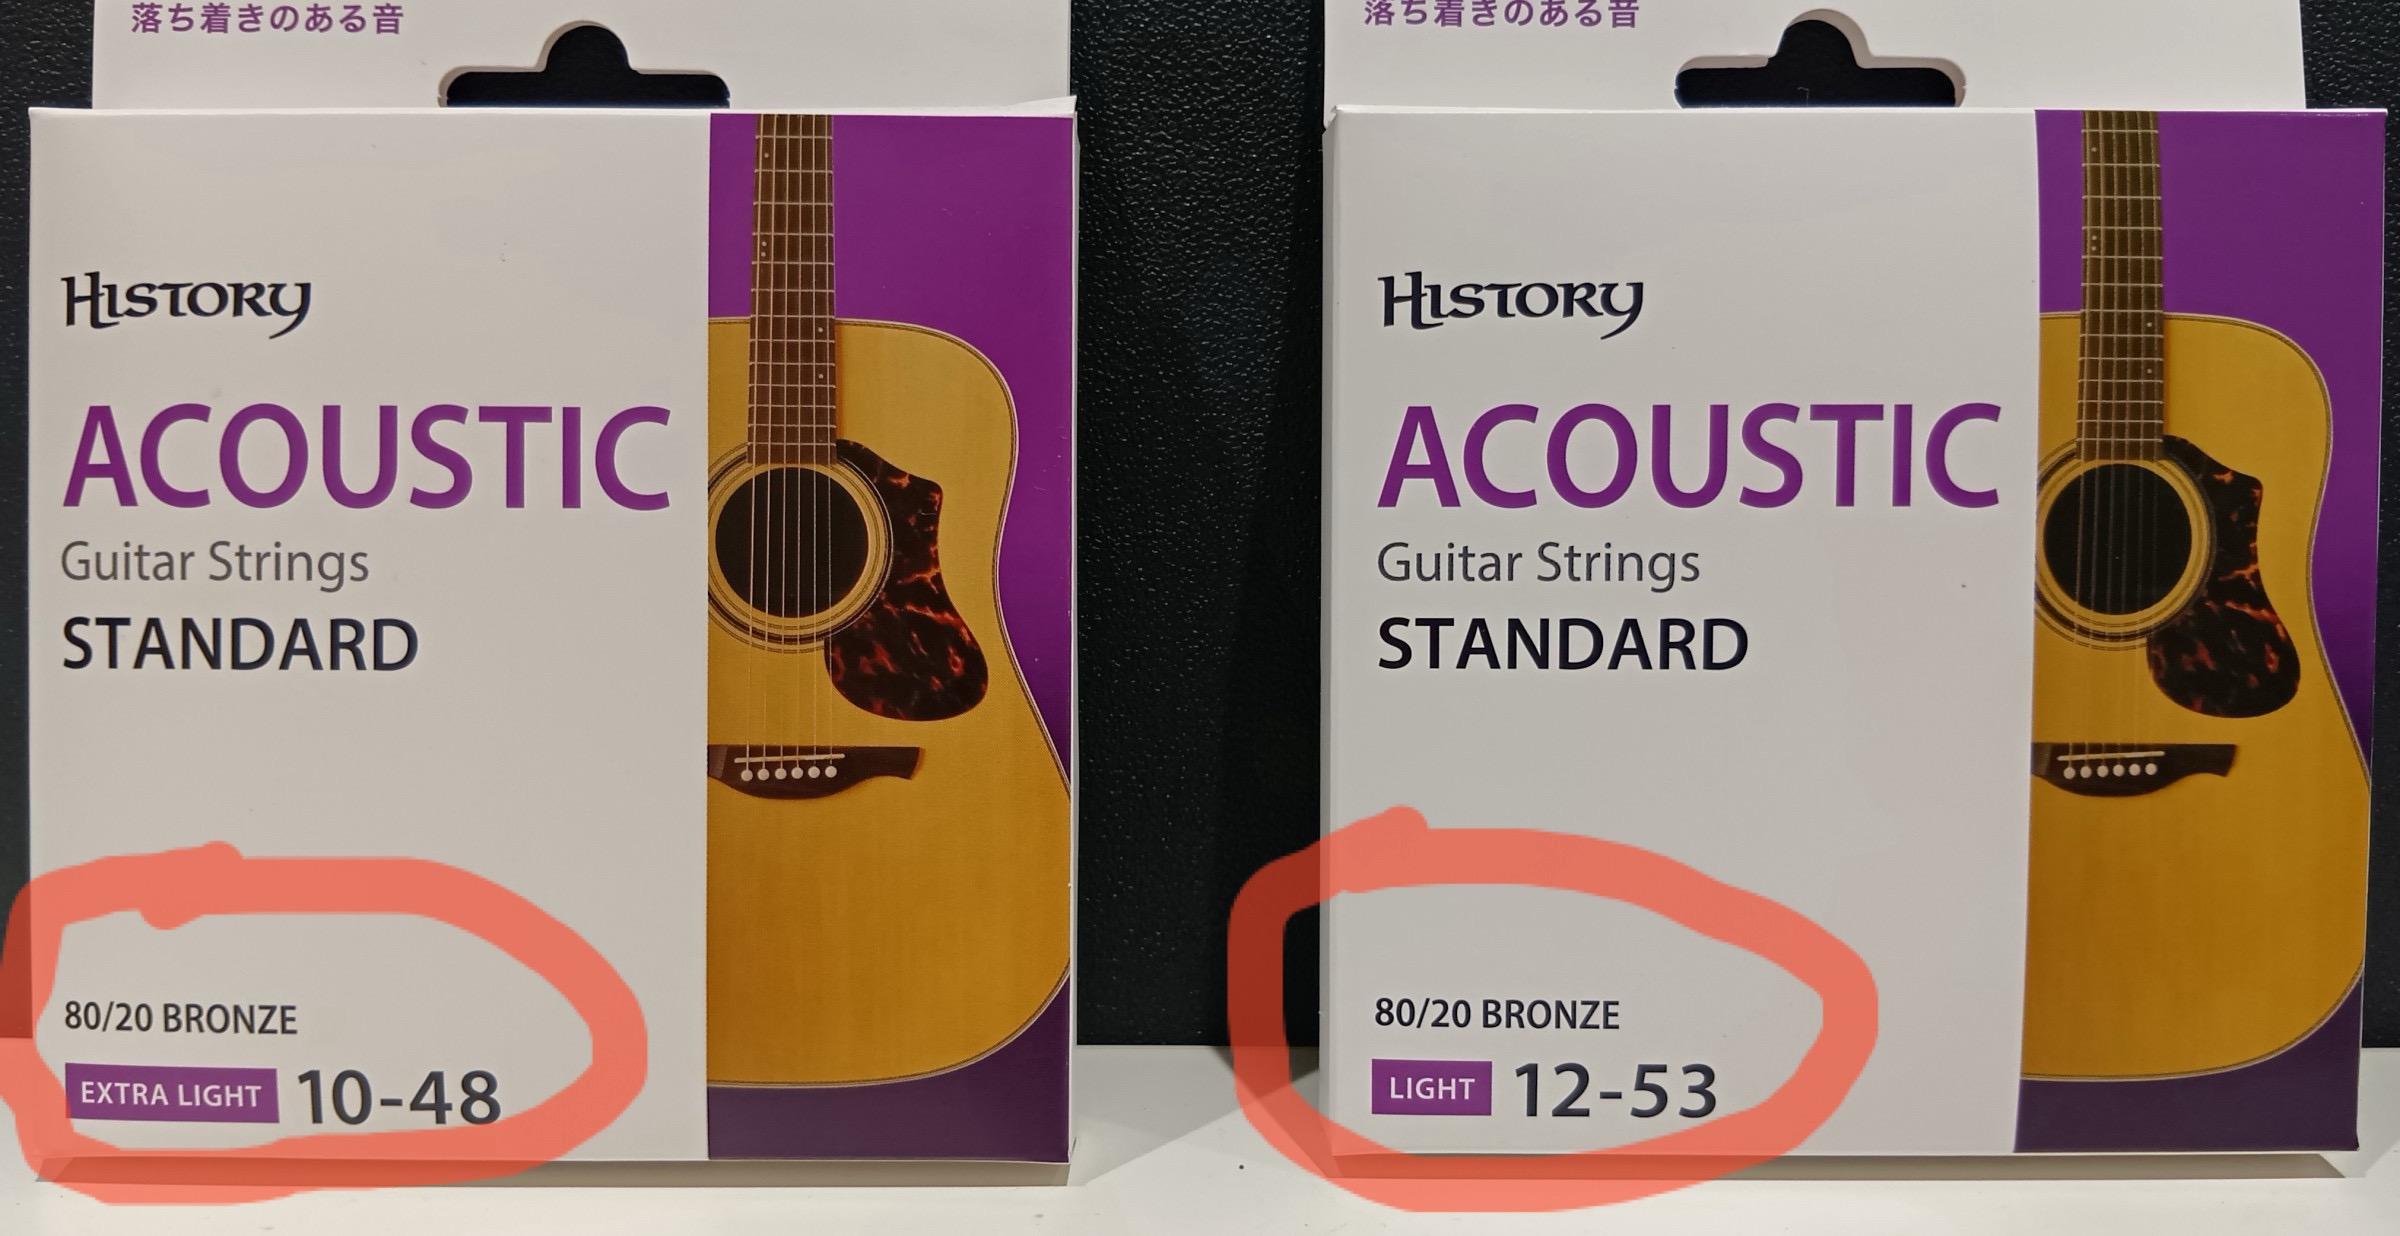 落ち着きのある音
HISTORY
ACOUSTIC
Guitar Strings
STANDARD
80/20 BRONZE
EXTRA LIGHT 10-48
落ち着きのある音
HISTORY
ACOUSTIC
Guitar Strings
STANDARD
80/20 BRONZE
LIGHT 12-53